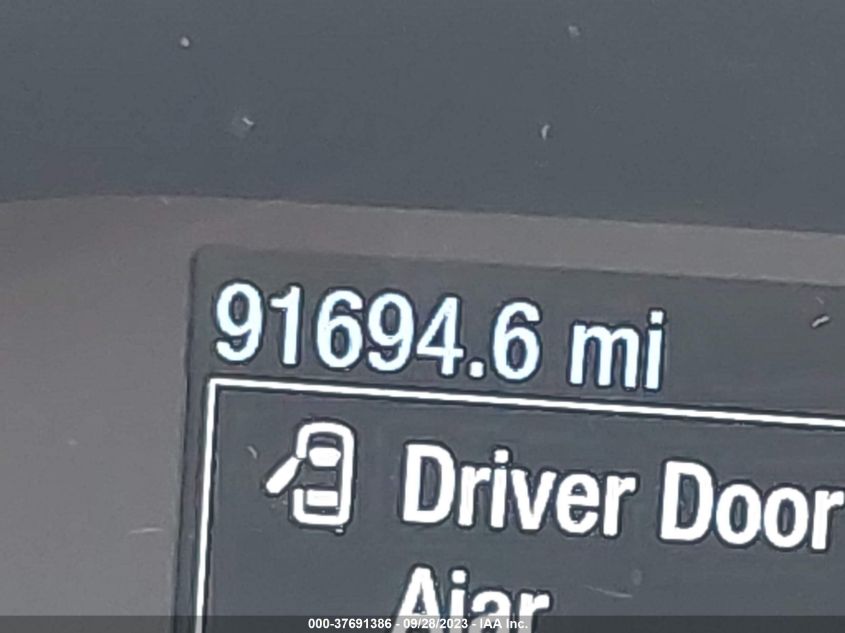 91694.6 mi
Driver Door
Ajar
000-37691386 - 09/28/2023 - IAA Inc.